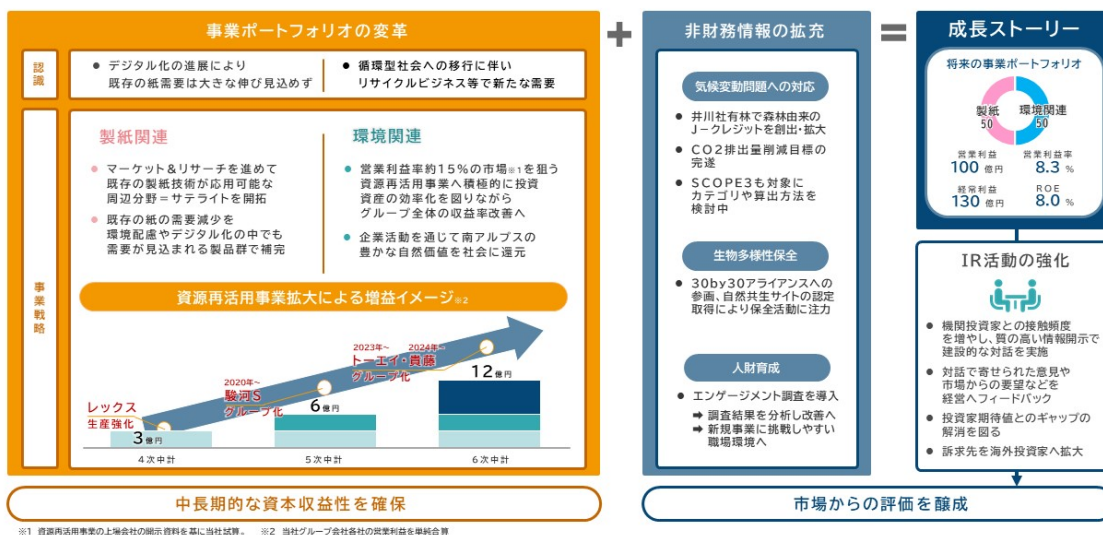 事業ポートフォリオの変革
認識
● デジタル化の進展により
既存の紙需要は大きな伸び見込めず
● 循環型社会への移行に伴い
リサイクルビジネス等で新たな需要
事業戦略
製紙関連
● マーケット&リサーチを進めて
既存の製紙技術が応用可能な
周辺分野=サテライトを開拓
● 既存の紙の需要減少を
環境配慮やデジタル化の中でも
需要が見込まれる製品群で補完
環境関連
● 営業利益率約15%の市場※1を狙う
資源再活用事業へ積極的に投資
資産の効率化を図りながら
グループ全体の収益率改善へ
● 企業活動を通じて南アルプスの
豊かな自然価値を社会に還元
資源再活用事業拡大による増益イメージ※2
レックス
生産強化
3億円
4次中計
2020年~
駿河S
グループ化
6億円
5次中計
2023年~ 2024年~
トーエイ・貴藤
グループ化
12億円
6次中計
中長期的な資本収益性を確保
※1 資源再活用事業の上場会社の開示資料を基に当社試算。 ※2 当社グループ会社各社の営業利益を単純合算
+
非財務情報の拡充
気候変動問題への対応
● 井川社有林で森林由来の
J-クレジットを創出・拡大
● CO2排出量削減目標の
完遂
● SCOPE3も対象に
カテゴリや算出方法を
検討中
生物多様性保全
● 30by30アライアンスへの
参画、自然共生サイトの認定
取得により保全活動に注力
人財育成
● エンゲージメント調査を導入
➡ 調査結果を分析し改善へ
➡ 新規事業に挑戦しやすい
職場環境へ
=
成長ストーリー
将来の事業ポートフォリオ
製紙
50
環境関連
50
営業利益
100 億円
営業利益率
8.3 %
経常利益
130 億円
ROE
8.0 %
IR活動の強化
● 機関投資家との接触頻度
を増やし、質の高い情報開示で
建設的な対話を実施
● 対話で寄せられた意見や
市場からの要望などを
経営へフィードバック
● 投資家期待値とのギャップの
解消を図る
● 訴求先を海外投資家へ拡大
市場からの評価を醸成